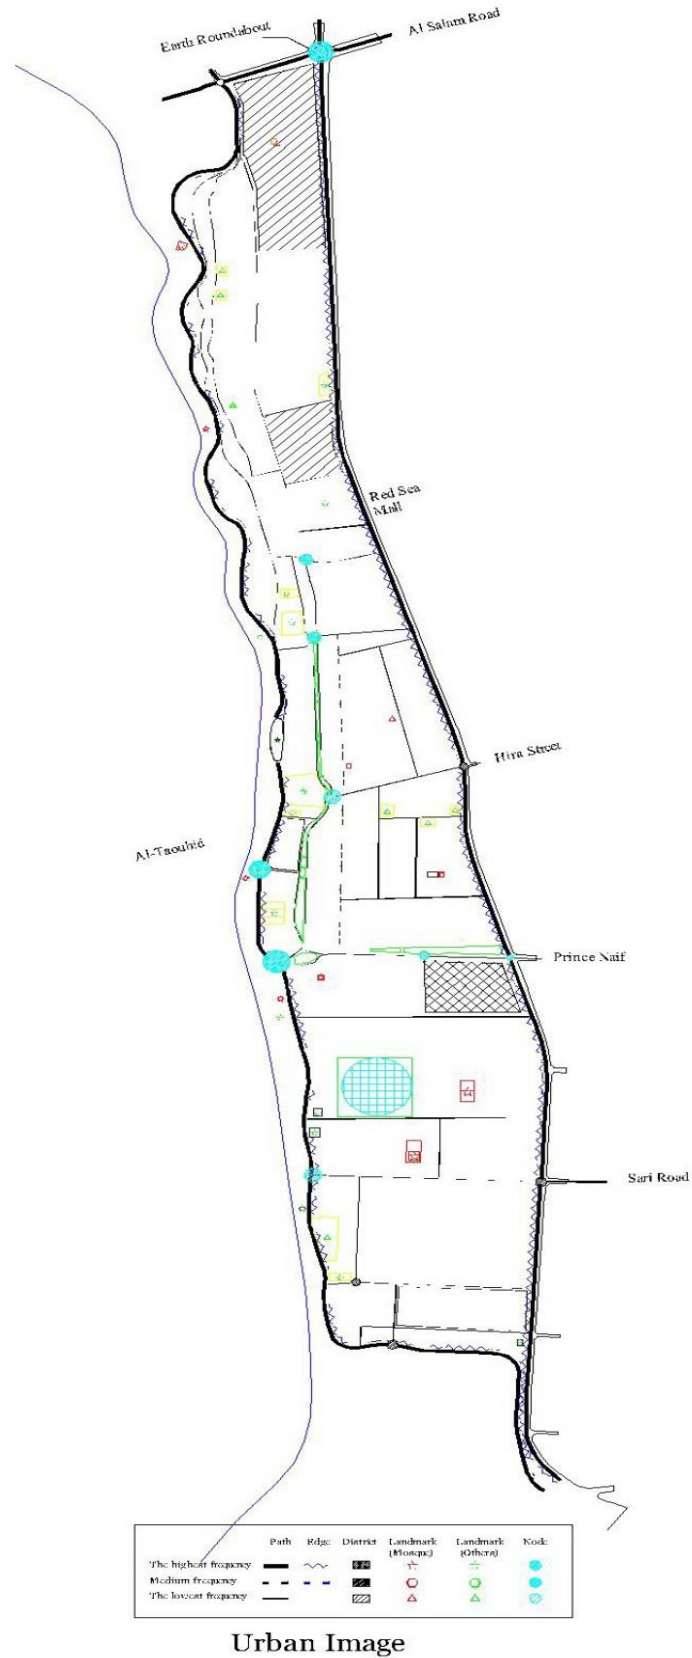 Al Salam Road
Earth Roundabout
Red Sea
Mall
Hira Street
Al-Taouhid
Prince Naif
Sari Road
Path Edge District Landmark Landmark Node
(Mosque) (Others)
The highest frequency
Medium frequency
The lowest frequency
Urban Image